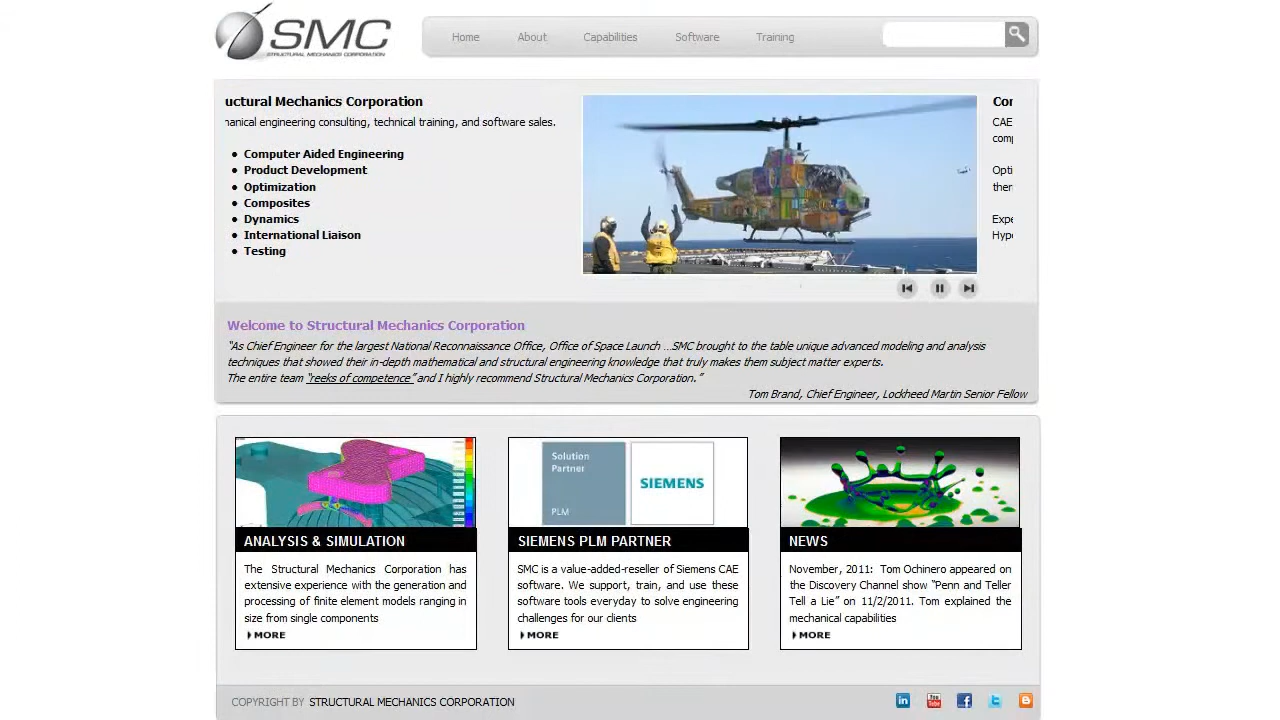 SMC
STRUCTURAL MECHANICS CORPORATION
Home About Capabilities Software Training
uctural Mechanics Corporation
anical engineering consulting, technical training, and software sales.
Computer Aided Engineering
Product Development
Optimization
Composites
Dynamics
International Liaison
Testing
Cor
CAE
comp
Opti
ther
Expe
Hype
Welcome to Structural Mechanics Corporation
“As Chief Engineer for the largest National Reconnaissance Office, Office of Space Launch ...SMC brought to the table unique advanced modeling and analysis
techniques that showed their in-depth mathematical and structural engineering knowledge that truly makes them subject matter experts.
The entire team “reeks of competence” and I highly recommend Structural Mechanics Corporation.”
Tom Brand, Chief Engineer, Lockheed Martin Senior Fellow
ANALYSIS & SIMULATION
The Structural Mechanics Corporation has
extensive experience with the generation and
processing of finite element models ranging in
size from single components
MORE
Solution
Partner
PLM
SIEMENS
SIEMENS PLM PARTNER
SMC is a value-added-reseller of Siemens CAE
software. We support, train, and use these
software tools everyday to solve engineering
challenges for our clients
MORE
NEWS
November, 2011: Tom Ochinero appeared on
the Discovery Channel show “Penn and Teller
Tell a Lie” on 11/2/2011. Tom explained the
mechanical capabilities
MORE
COPYRIGHT BY STRUCTURAL MECHANICS CORPORATION
in You Tube f t